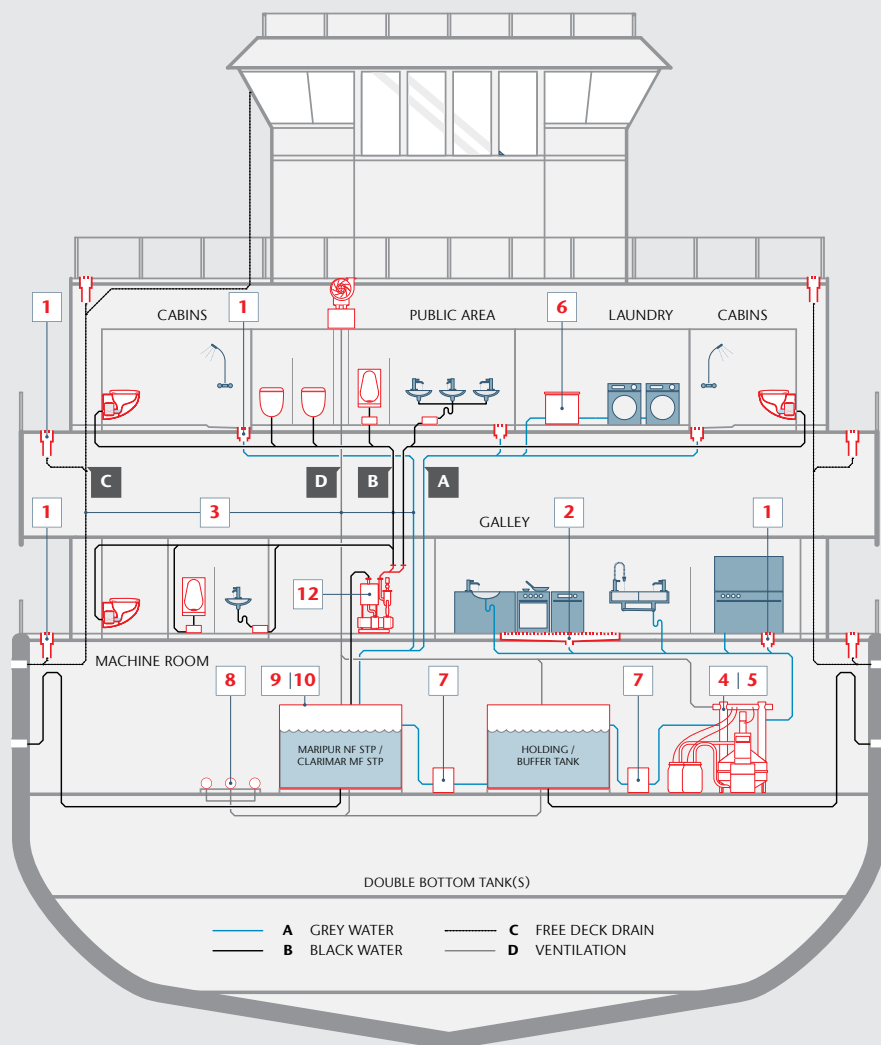 1
CABINS
1
PUBLIC AREA
6
LAUNDRY
CABINS
C
D
B
A
1
3
GALLEY
2
1
12
MACHINE ROOM
8
9 | 10
7
7
4 | 5
MARIPUR NF STP /
CLARIMAR MF STP
HOLDING /
BUFFER TANK
DOUBLE BOTTOM TANK(S)
A GREY WATER
C FREE DECK DRAIN
B BLACK WATER
D VENTILATION